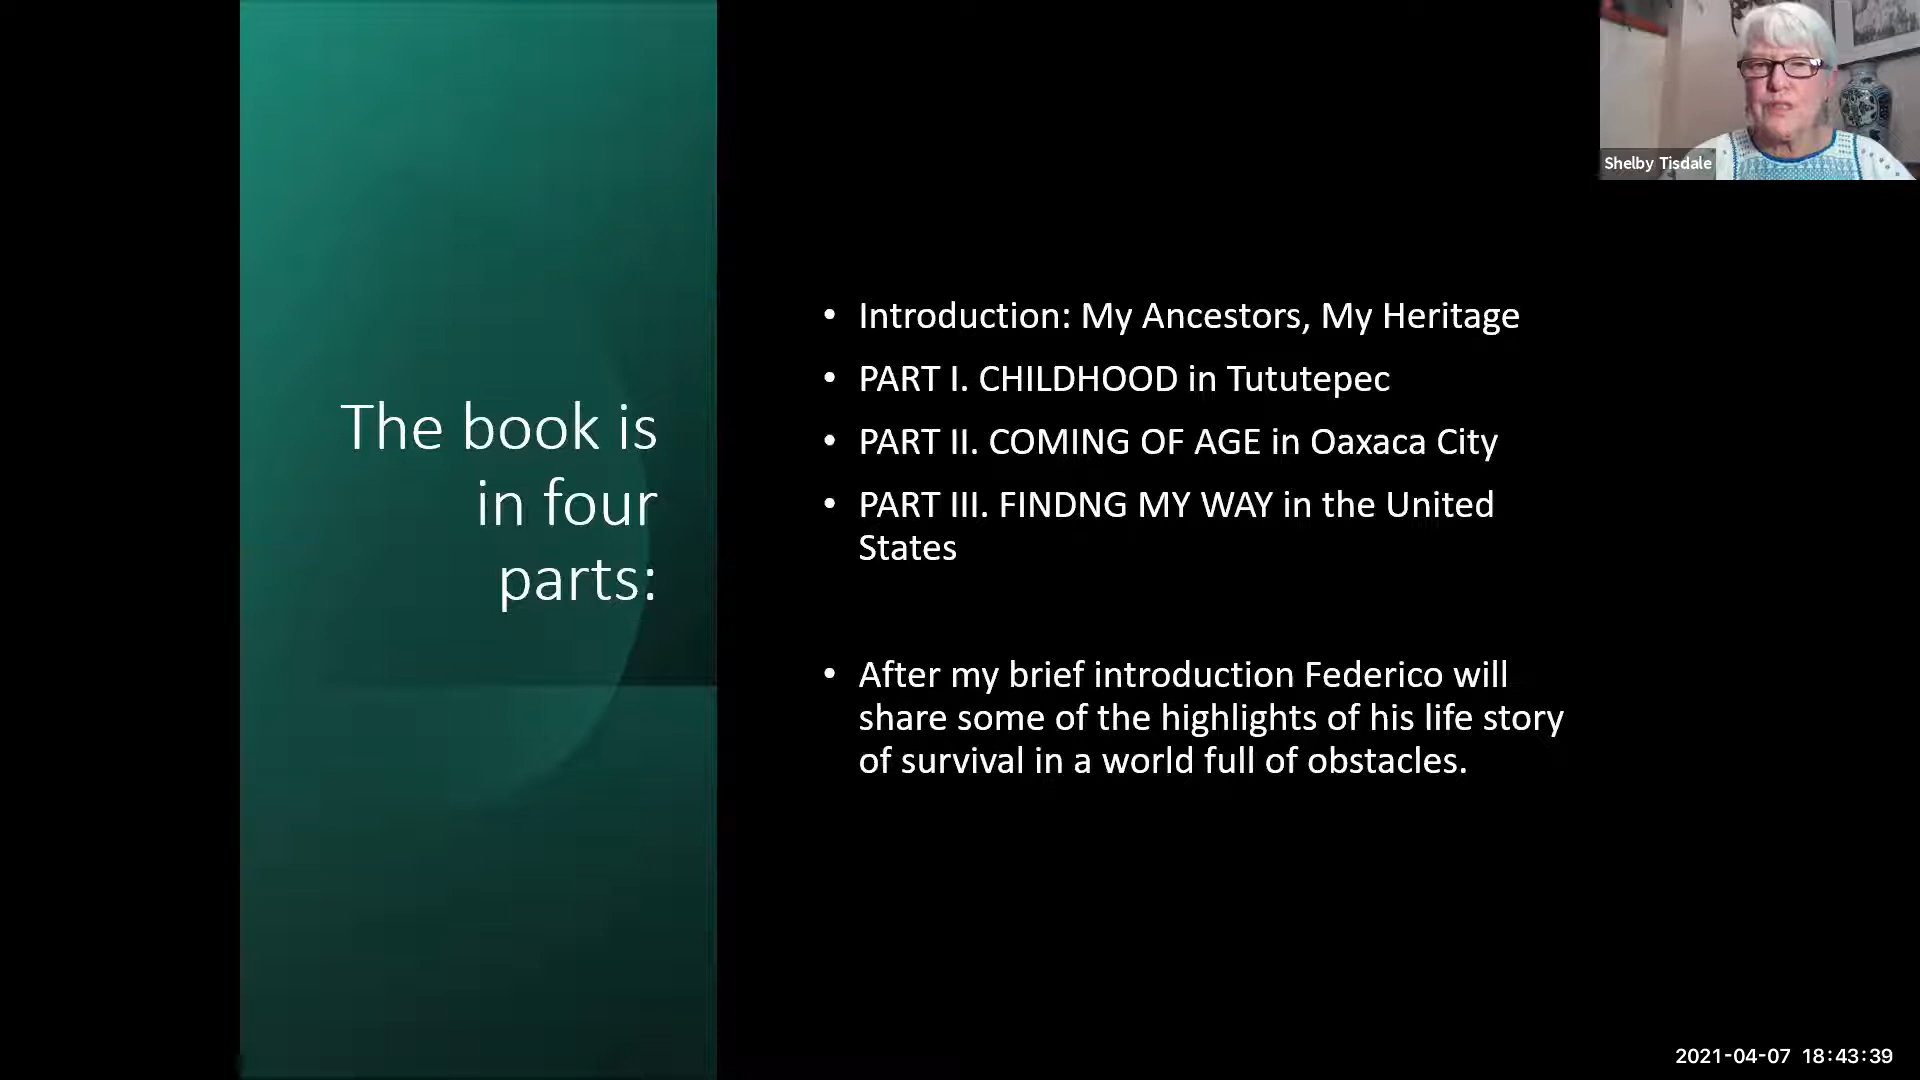 The book is
in four
parts:
• Introduction: My Ancestors, My Heritage
• PART I. CHILDHOOD in Tututepec
• PART II. COMING OF AGE in Oaxaca City
• PART III. FINDNG MY WAY in the United
States
• After my brief introduction Federico will
share some of the highlights of his life story
of survival in a world full of obstacles.
Shelby Tisdale
2021-04-07 18:43:39